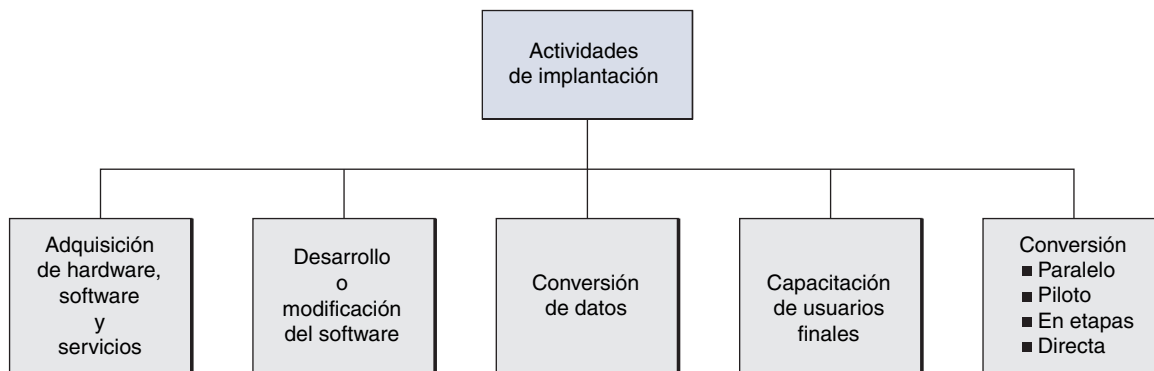 Actividades
de implantación
Adquisición
de hardware,
software
y
servicios
Desarrollo
o
modificación
del software
Conversión
de datos
Capacitación
de usuarios
finales
Conversión
■ Paralelo
■ Piloto
■ En etapas
■ Directa